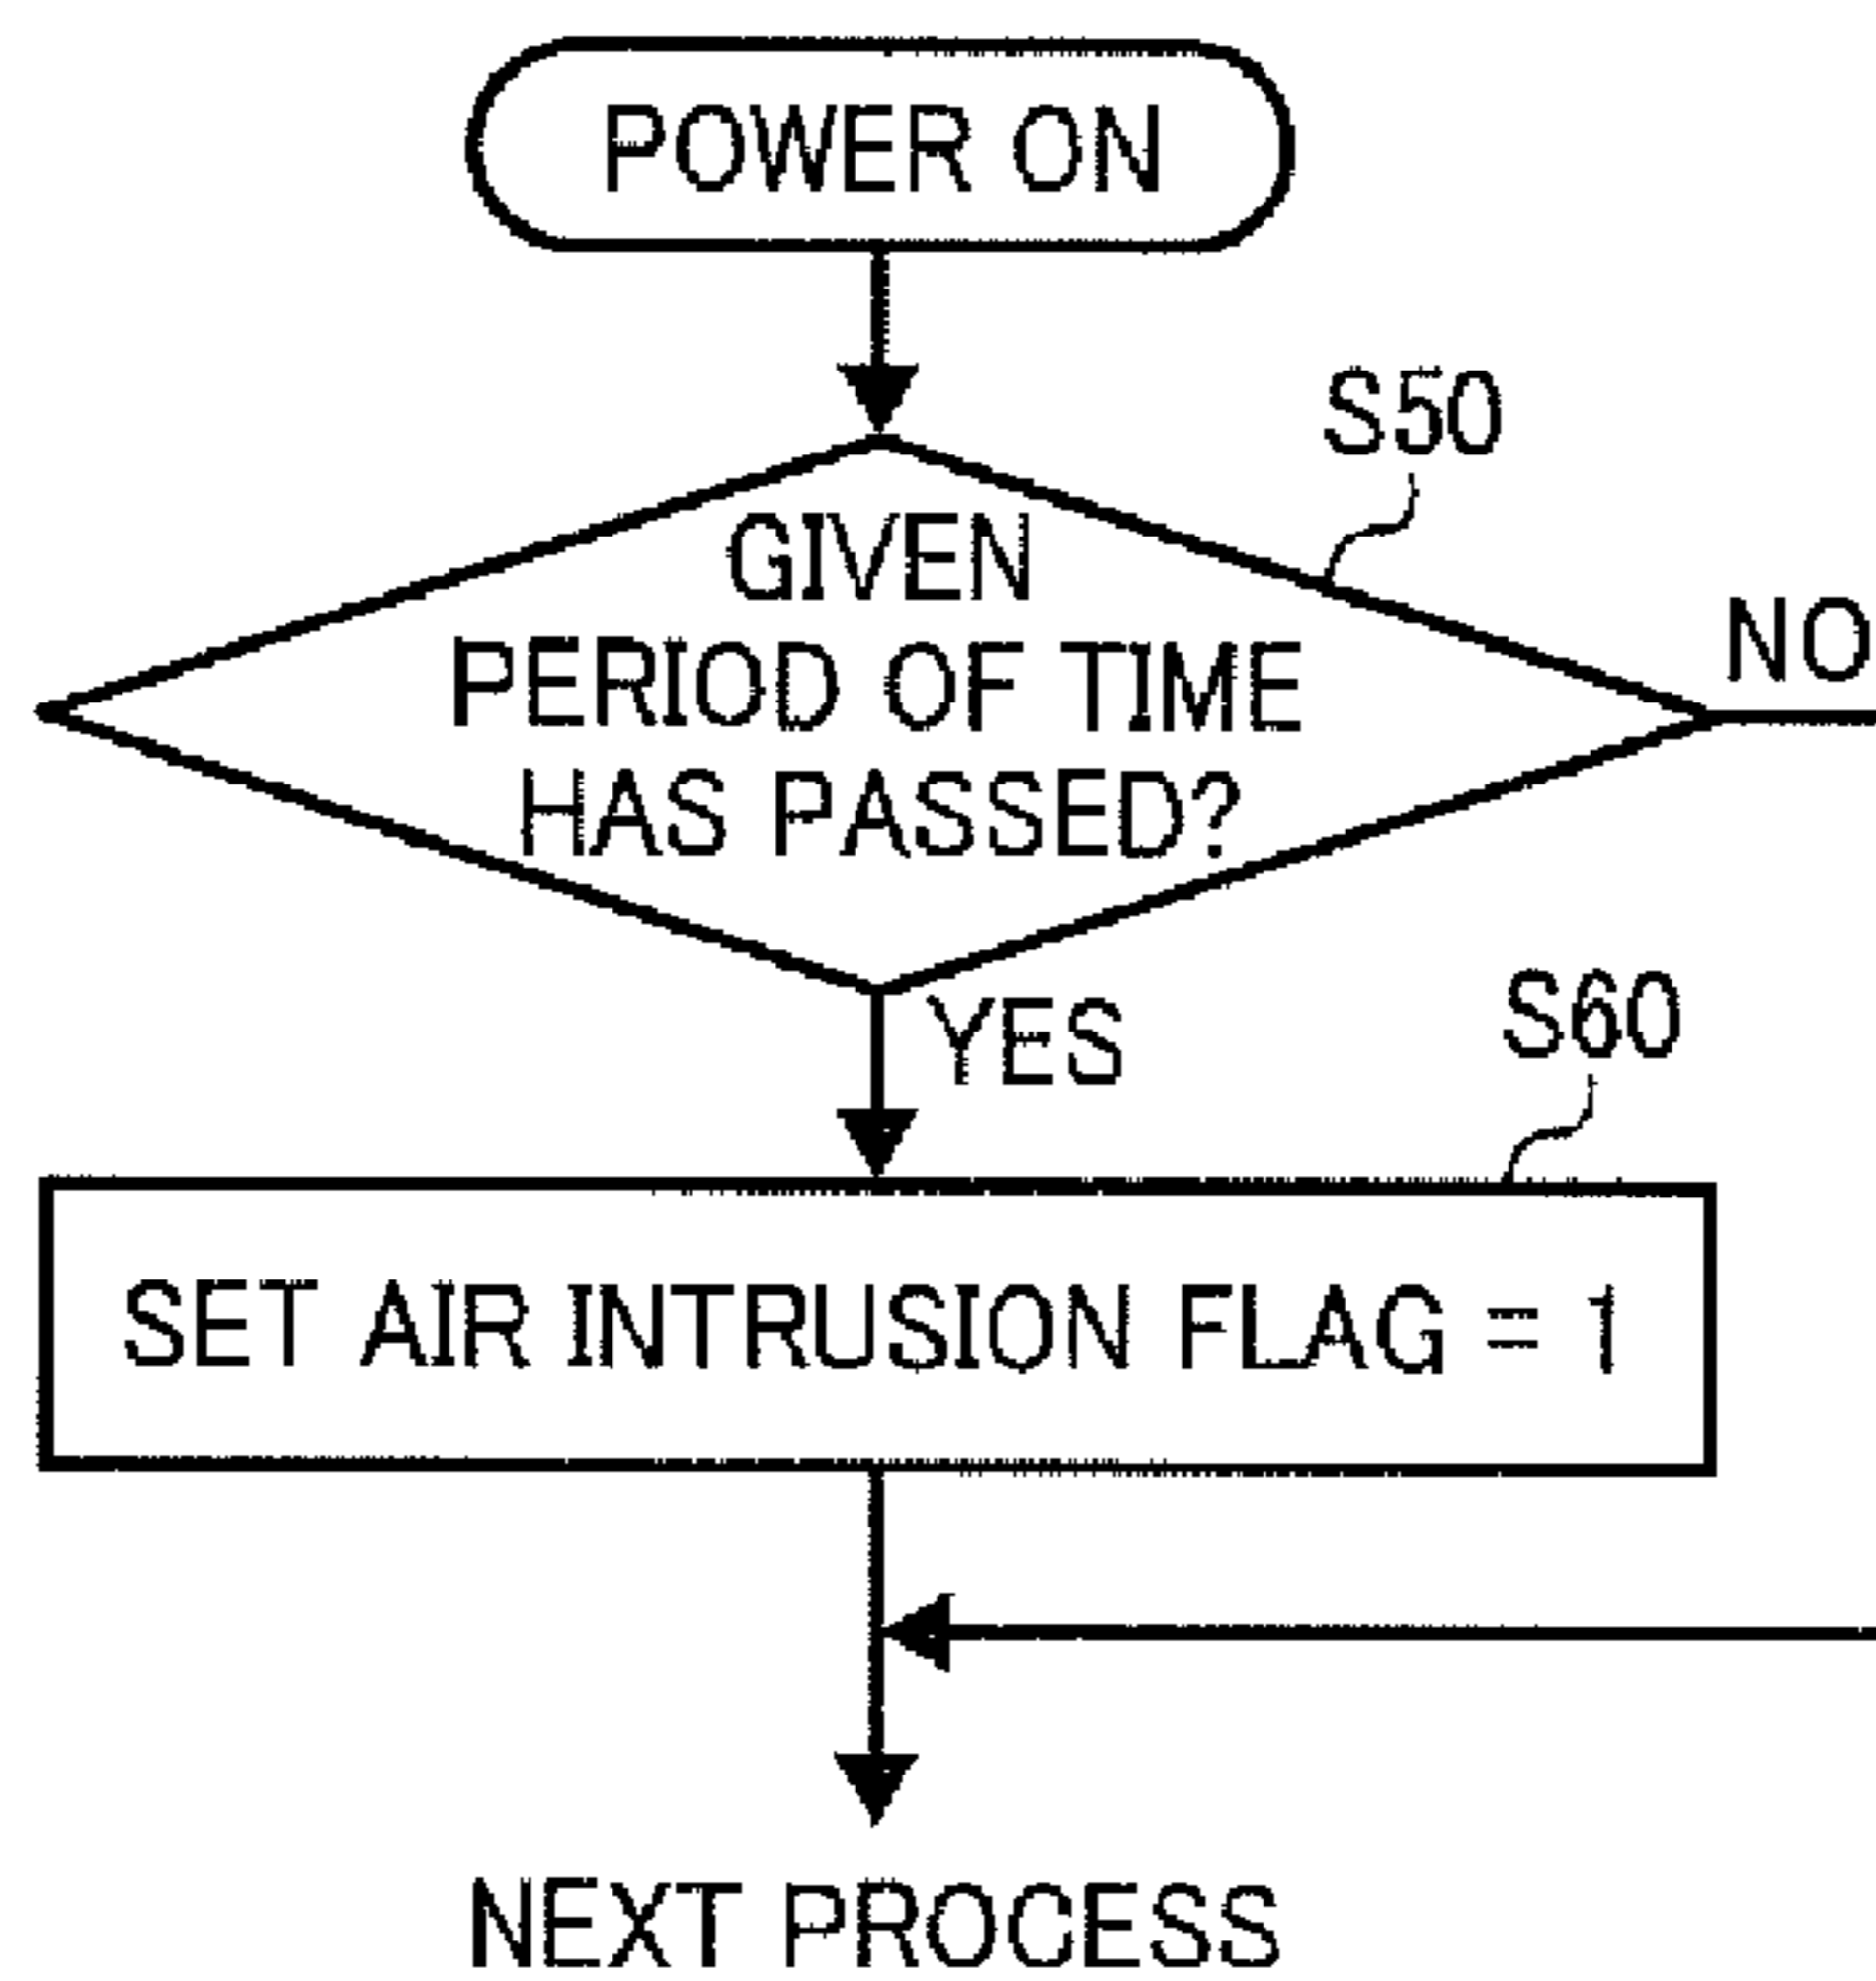 POWER ON
S50
GIVEN
PERIOD OF TIME
HAS PASSED?
NO
YES
S60
SET AIR INTRUSION FLAG = 1
NEXT PROCESS